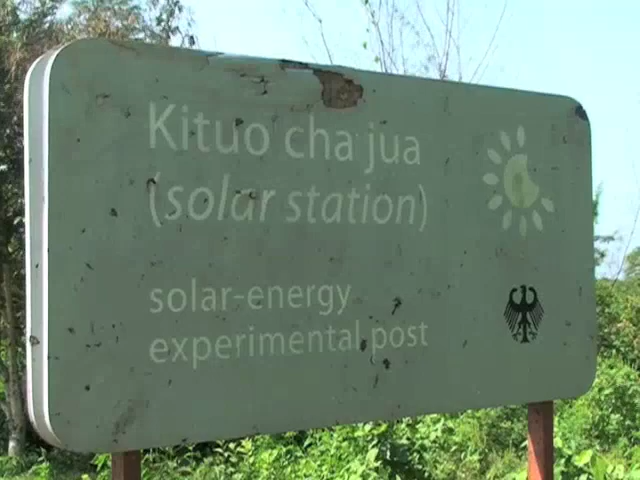 Kituo cha jua
(solar station)
solar-energy
experimental post